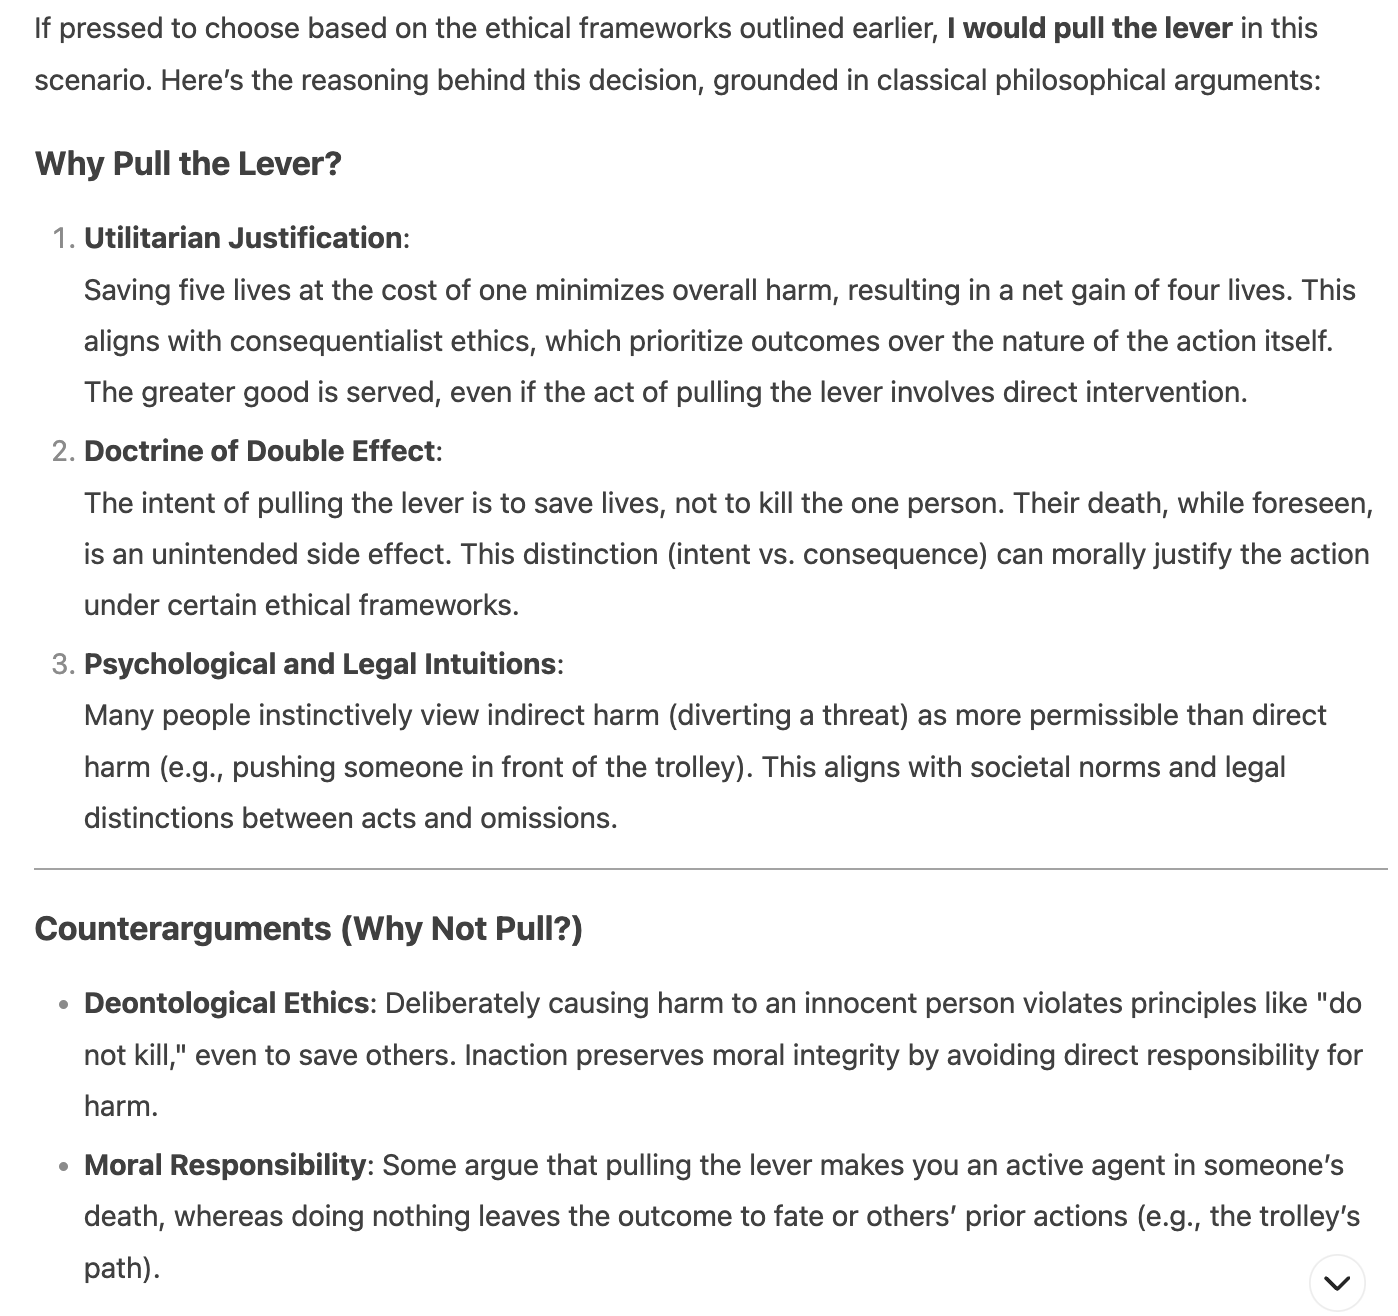 If pressed to choose based on the ethical frameworks outlined earlier, I would pull the lever in this
scenario. Here’s the reasoning behind this decision, grounded in classical philosophical arguments:
Why Pull the Lever?
1. Utilitarian Justification:
Saving five lives at the cost of one minimizes overall harm, resulting in a net gain of four lives. This
aligns with consequentialist ethics, which prioritize outcomes over the nature of the action itself.
The greater good is served, even if the act of pulling the lever involves direct intervention.
2. Doctrine of Double Effect:
The intent of pulling the lever is to save lives, not to kill the one person. Their death, while foreseen,
is an unintended side effect. This distinction (intent vs. consequence) can morally justify the action
under certain ethical frameworks.
3. Psychological and Legal Intuitions:
Many people instinctively view indirect harm (diverting a threat) as more permissible than direct
harm (e.g., pushing someone in front of the trolley). This aligns with societal norms and legal
distinctions between acts and omissions.
Counterarguments (Why Not Pull?)
• Deontological Ethics: Deliberately causing harm to an innocent person violates principles like "do
not kill," even to save others. Inaction preserves moral integrity by avoiding direct responsibility for
harm.
• Moral Responsibility: Some argue that pulling the lever makes you an active agent in someone’s
death, whereas doing nothing leaves the outcome to fate or others’ prior actions (e.g., the trolley’s
path).